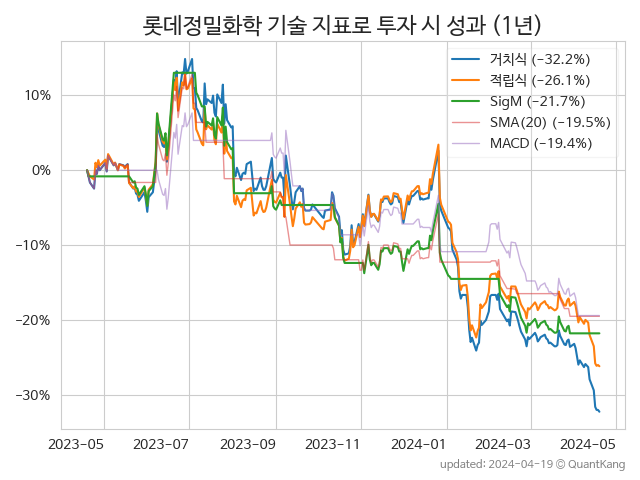 롯데정밀화학 기술 지표로 투자 시 성과 (1년)
거치식 (−32.2%)
적립식 (−26.1%)
SigM (−21.7%)
SMA(20) (−19.5%)
MACD (−19.4%)
10%
0%
−10%
−20%
−30%
2023-05 2023-07 2023-09 2023-11 2024-01 2024-03 2024-05
updated: 2024-04-19 © QuantKang